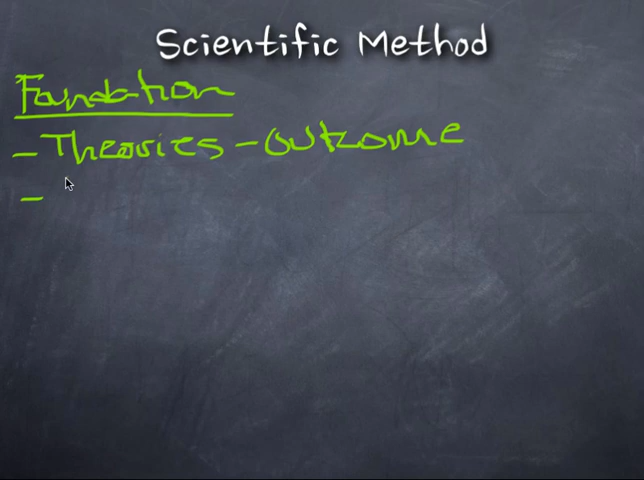 Scientific Method
Foundation
- Theories - Outcome
-